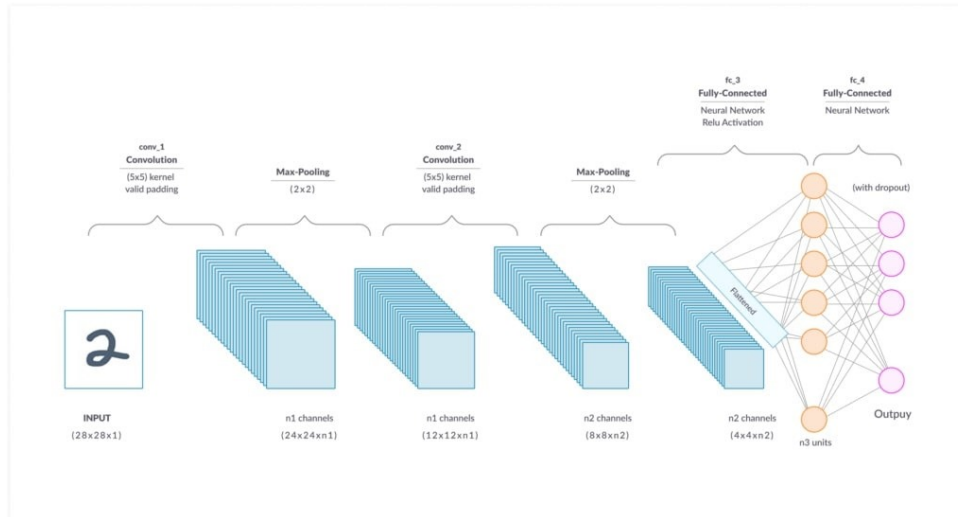 fc_3
Fully-Connected
Neural Network
Relu Activation
fc_4
Fully-Connected
Neural Network
conv_1
Convolution
(5x5) kernel
valid padding
Max-Pooling
(2x2)
conv_2
Convolution
(5x5) kernel
valid padding
Max-Pooling
(2x2)
(with dropout)
2
Flattened
INPUT
(28x28x1)
n1 channels
(24x24xn1)
n1 channels
(12x12xn1)
n2 channels
(8x8xn2)
n2 channels
(4x4xn2)
n3 units
Outpuy